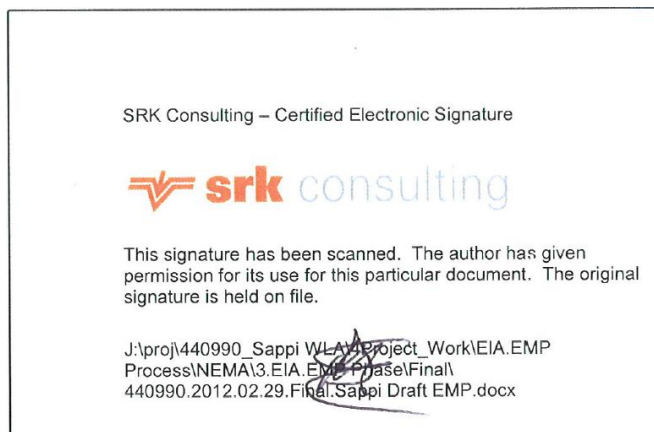 SRK Consulting – Certified Electronic Signature
srk consulting
This signature has been scanned. The author has given
permission for its use for this particular document. The original
signature is held on file.
J:\proj\440990_Sappi WLA\4Project_Work\EIA.EMP
Process\NEMA\3.EIA.EMP Phase\Final\
440990.2012.02.29.Final.Sappi Draft EMP.docx